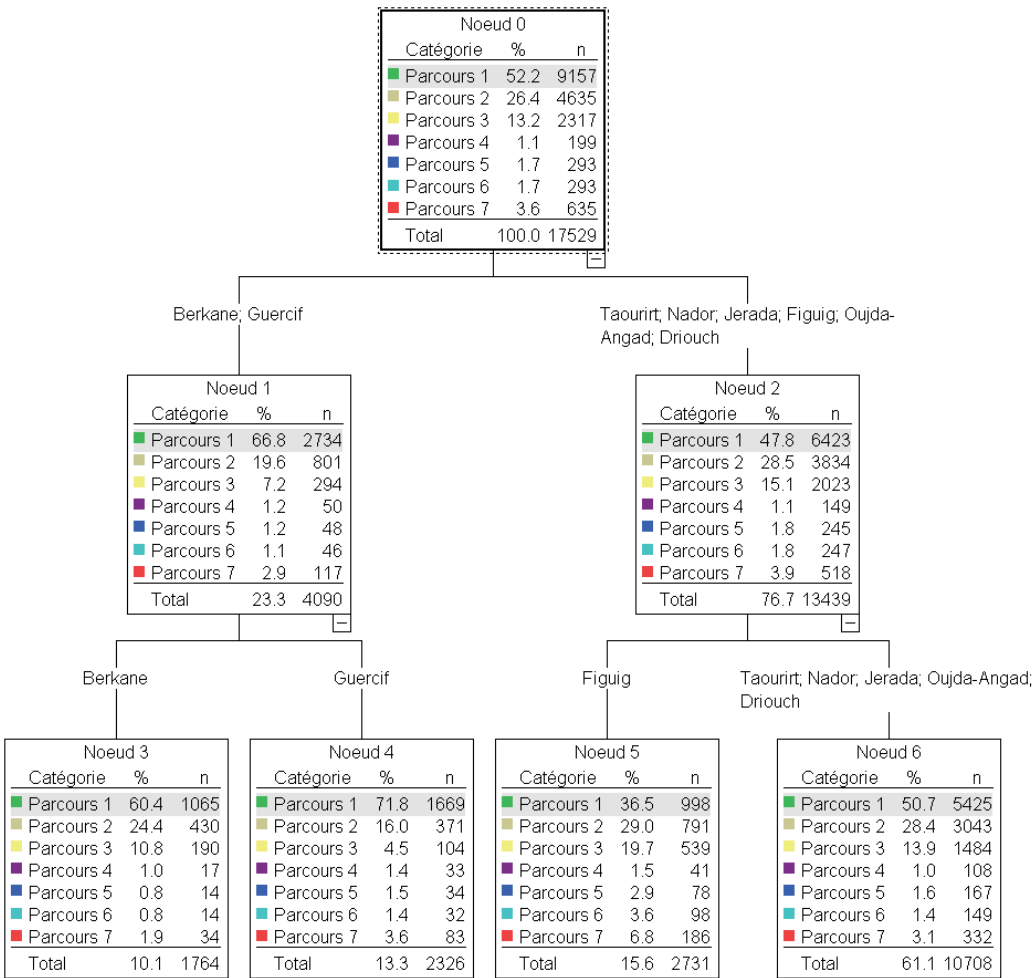 Noeud 0
Catégorie % n
Parcours 1 52.2 9157
Parcours 2 26.4 4635
Parcours 3 13.2 2317
Parcours 4 1.1 199
Parcours 5 1.7 293
Parcours 6 1.7 293
Parcours 7 3.6 635
Total 100.0 17529
Berkane; Guercif
Taourirt; Nador; Jerada; Figuig; Oujda-
Angad; Driouch
Noeud 1
Catégorie % n
Parcours 1 66.8 2734
Parcours 2 19.6 801
Parcours 3 7.2 294
Parcours 4 1.2 50
Parcours 5 1.2 48
Parcours 6 1.1 46
Parcours 7 2.9 117
Total 23.3 4090
Noeud 2
Catégorie % n
Parcours 1 47.8 6423
Parcours 2 28.5 3834
Parcours 3 15.1 2023
Parcours 4 1.1 149
Parcours 5 1.8 245
Parcours 6 1.8 247
Parcours 7 3.9 518
Total 76.7 13439
Berkane
Guercif
Figuig
Taourirt; Nador; Jerada; Oujda-Angad;
Driouch
Noeud 3
Catégorie % n
Parcours 1 60.4 1065
Parcours 2 24.4 430
Parcours 3 10.8 190
Parcours 4 1.0 17
Parcours 5 0.8 14
Parcours 6 0.8 14
Parcours 7 1.9 34
Total 10.1 1764
Noeud 4
Catégorie % n
Parcours 1 71.8 1669
Parcours 2 16.0 371
Parcours 3 4.5 104
Parcours 4 1.4 33
Parcours 5 1.5 34
Parcours 6 1.4 32
Parcours 7 3.6 83
Total 13.3 2326
Noeud 5
Catégorie % n
Parcours 1 36.5 998
Parcours 2 29.0 791
Parcours 3 19.7 539
Parcours 4 1.5 41
Parcours 5 2.9 78
Parcours 6 3.6 98
Parcours 7 6.8 186
Total 15.6 2731
Noeud 6
Catégorie % n
Parcours 1 50.7 5425
Parcours 2 28.4 3043
Parcours 3 13.9 1484
Parcours 4 1.0 108
Parcours 5 1.6 167
Parcours 6 1.4 149
Parcours 7 3.1 332
Total 61.1 10708